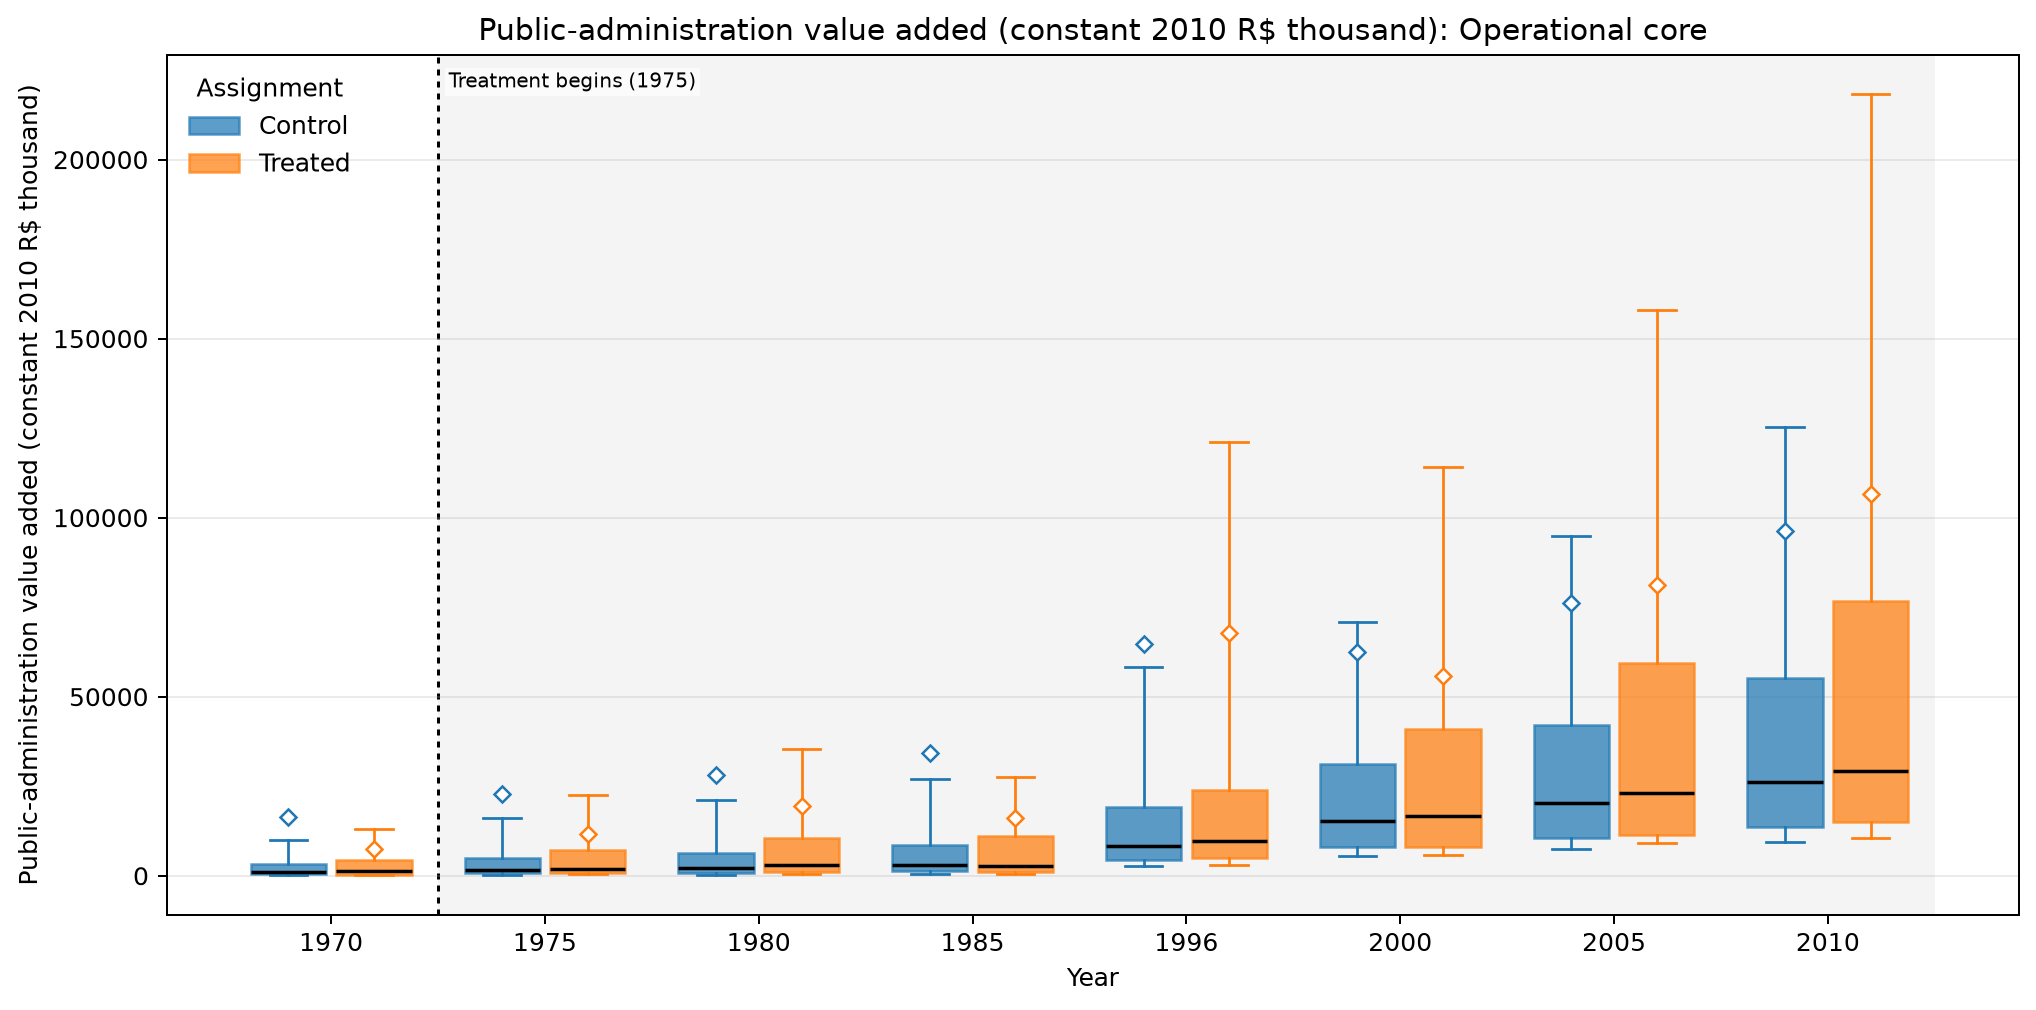 Public-administration value added (constant 2010 R$ thousand): Operational core
Public-administration value added (constant 2010 R$ thousand)
Assignment
Control
Treated
Treatment begins (1975)
200000
150000
100000
50000
0
1970 1975 1980 1985 1996 2000 2005 2010
Year